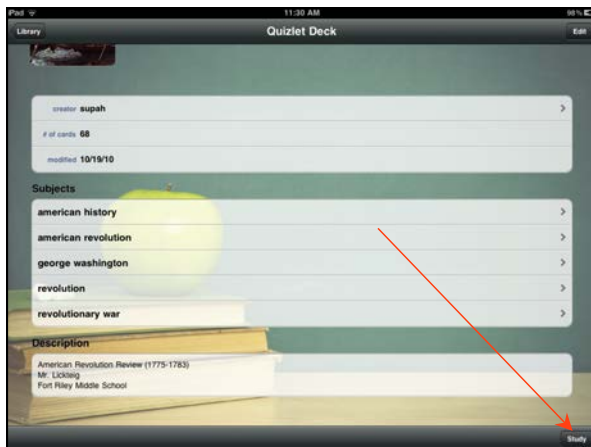 iPad 11:30 AM 98%
Library Quizlet Deck Edit
creator supah
# of cards 68
modified 10/19/10
Subjects
american history
american revolution
george washington
revolution
revolutionary war
Description
American Revolution Review (1775-1783)
Mr. Lickteig
Fort Riley Middle School
Study